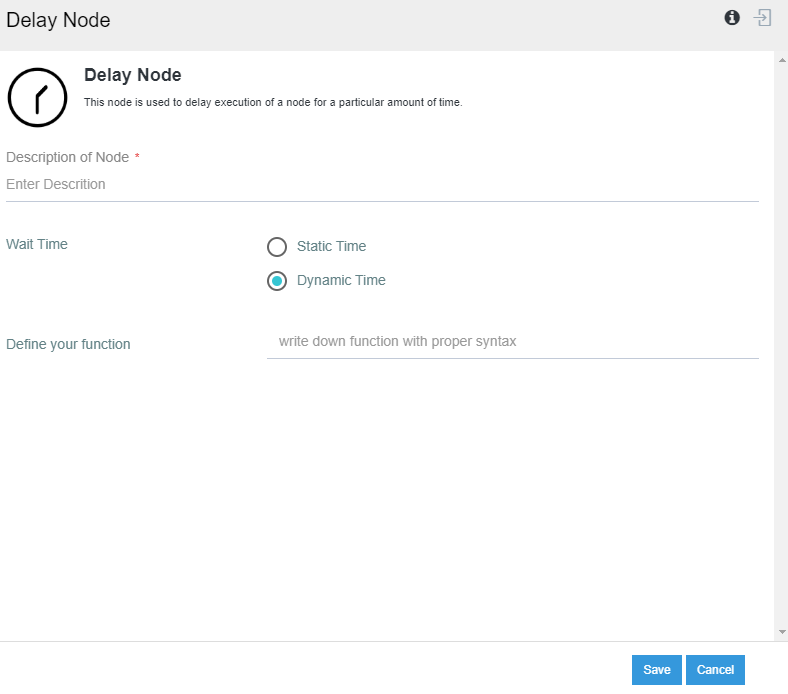 Delay Node
Delay Node
This node is used to delay execution of a node for a particular amount of time.
Description of Node *
Enter Descrition
Wait Time
Static Time
Dynamic Time
Define your function
write down function with proper syntax
Save
Cancel